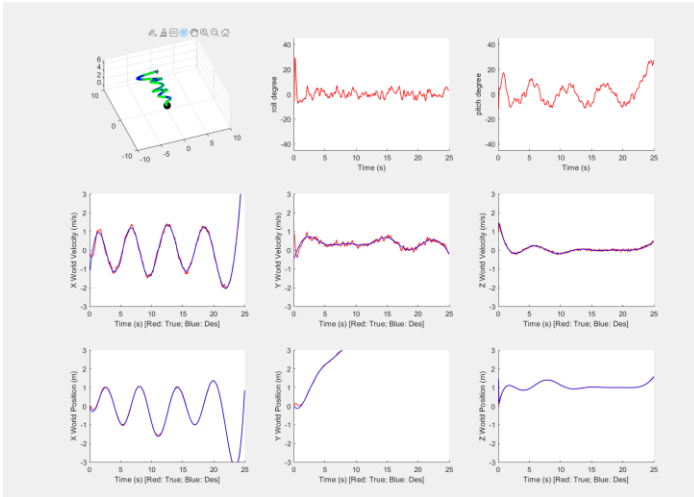 6
4
2
0
10
0
-10
-10
-5
0
5
10
roll degree
40
20
0
-20
-40
0 5 10 15 20 25
Time (s)
pitch degree
40
20
0
-20
-40
0 5 10 15 20 25
Time (s)
X World Velocity (m/s)
3
2
1
0
-1
-2
-3
0 5 10 15 20 25
Time (s) [Red: True; Blue: Des]
Y World Velocity (m/s)
3
2
1
0
-1
-2
-3
0 5 10 15 20 25
Time (s) [Red: True; Blue: Des]
Z World Velocity (m/s)
3
2
1
0
-1
-2
-3
0 5 10 15 20 25
Time (s) [Red: True; Blue: Des]
X World Position (m)
3
2
1
0
-1
-2
-3
0 5 10 15 20 25
Time (s) [Red: True; Blue: Des]
Y World Position (m)
3
2
1
0
-1
-2
-3
0 5 10 15 20 25
Time (s) [Red: True; Blue: Des]
Z World Position (m)
3
2
1
0
-1
-2
-3
0 5 10 15 20 25
Time (s) [Red: True; Blue: Des]